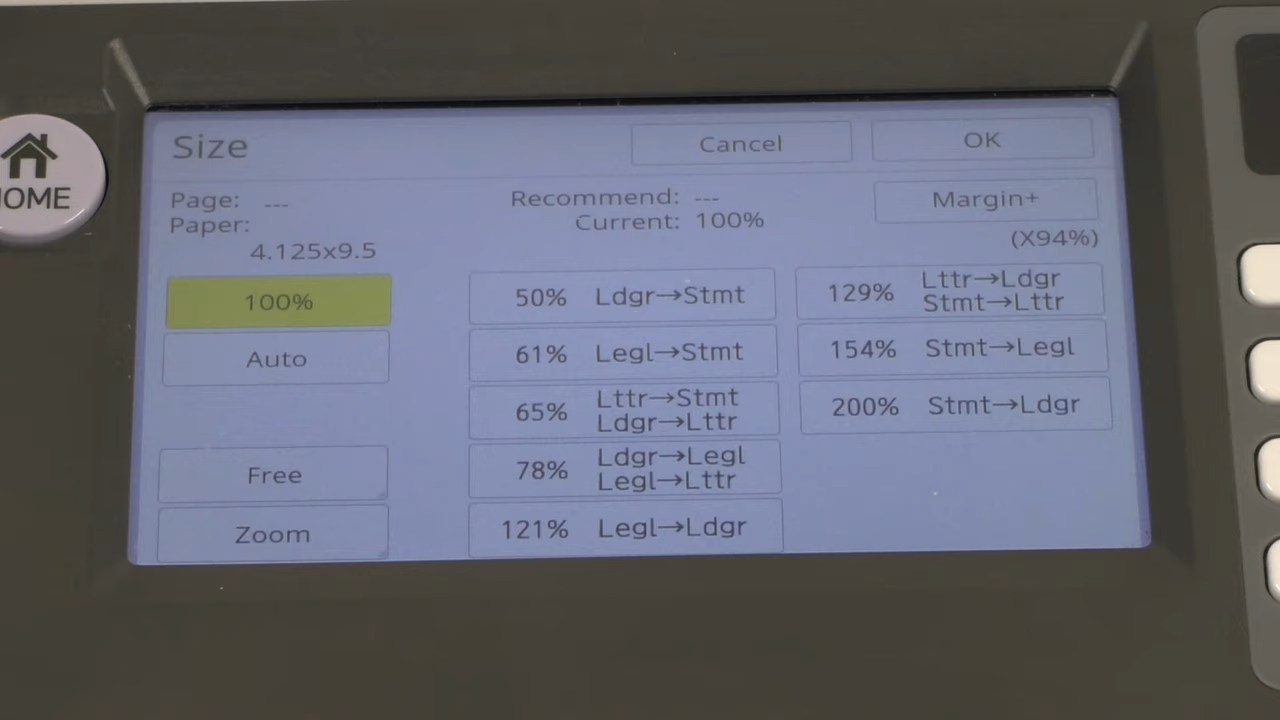 Size
Cancel
OK
HOME
Page: ---
Recommend: ---
Margin+
Paper:
Current: 100%
(X94%)
4.125x9.5
100%
50% Ldgr→Stmt
129% Lttr→Ldgr
Stmt→Lttr
Auto
61% Legl→Stmt
154% Stmt→Legl
65% Lttr→Stmt
Ldgr→Lttr
200% Stmt→Ldgr
Free
78% Ldgr→Legl
Legl→Lttr
Zoom
121% Legl→Ldgr